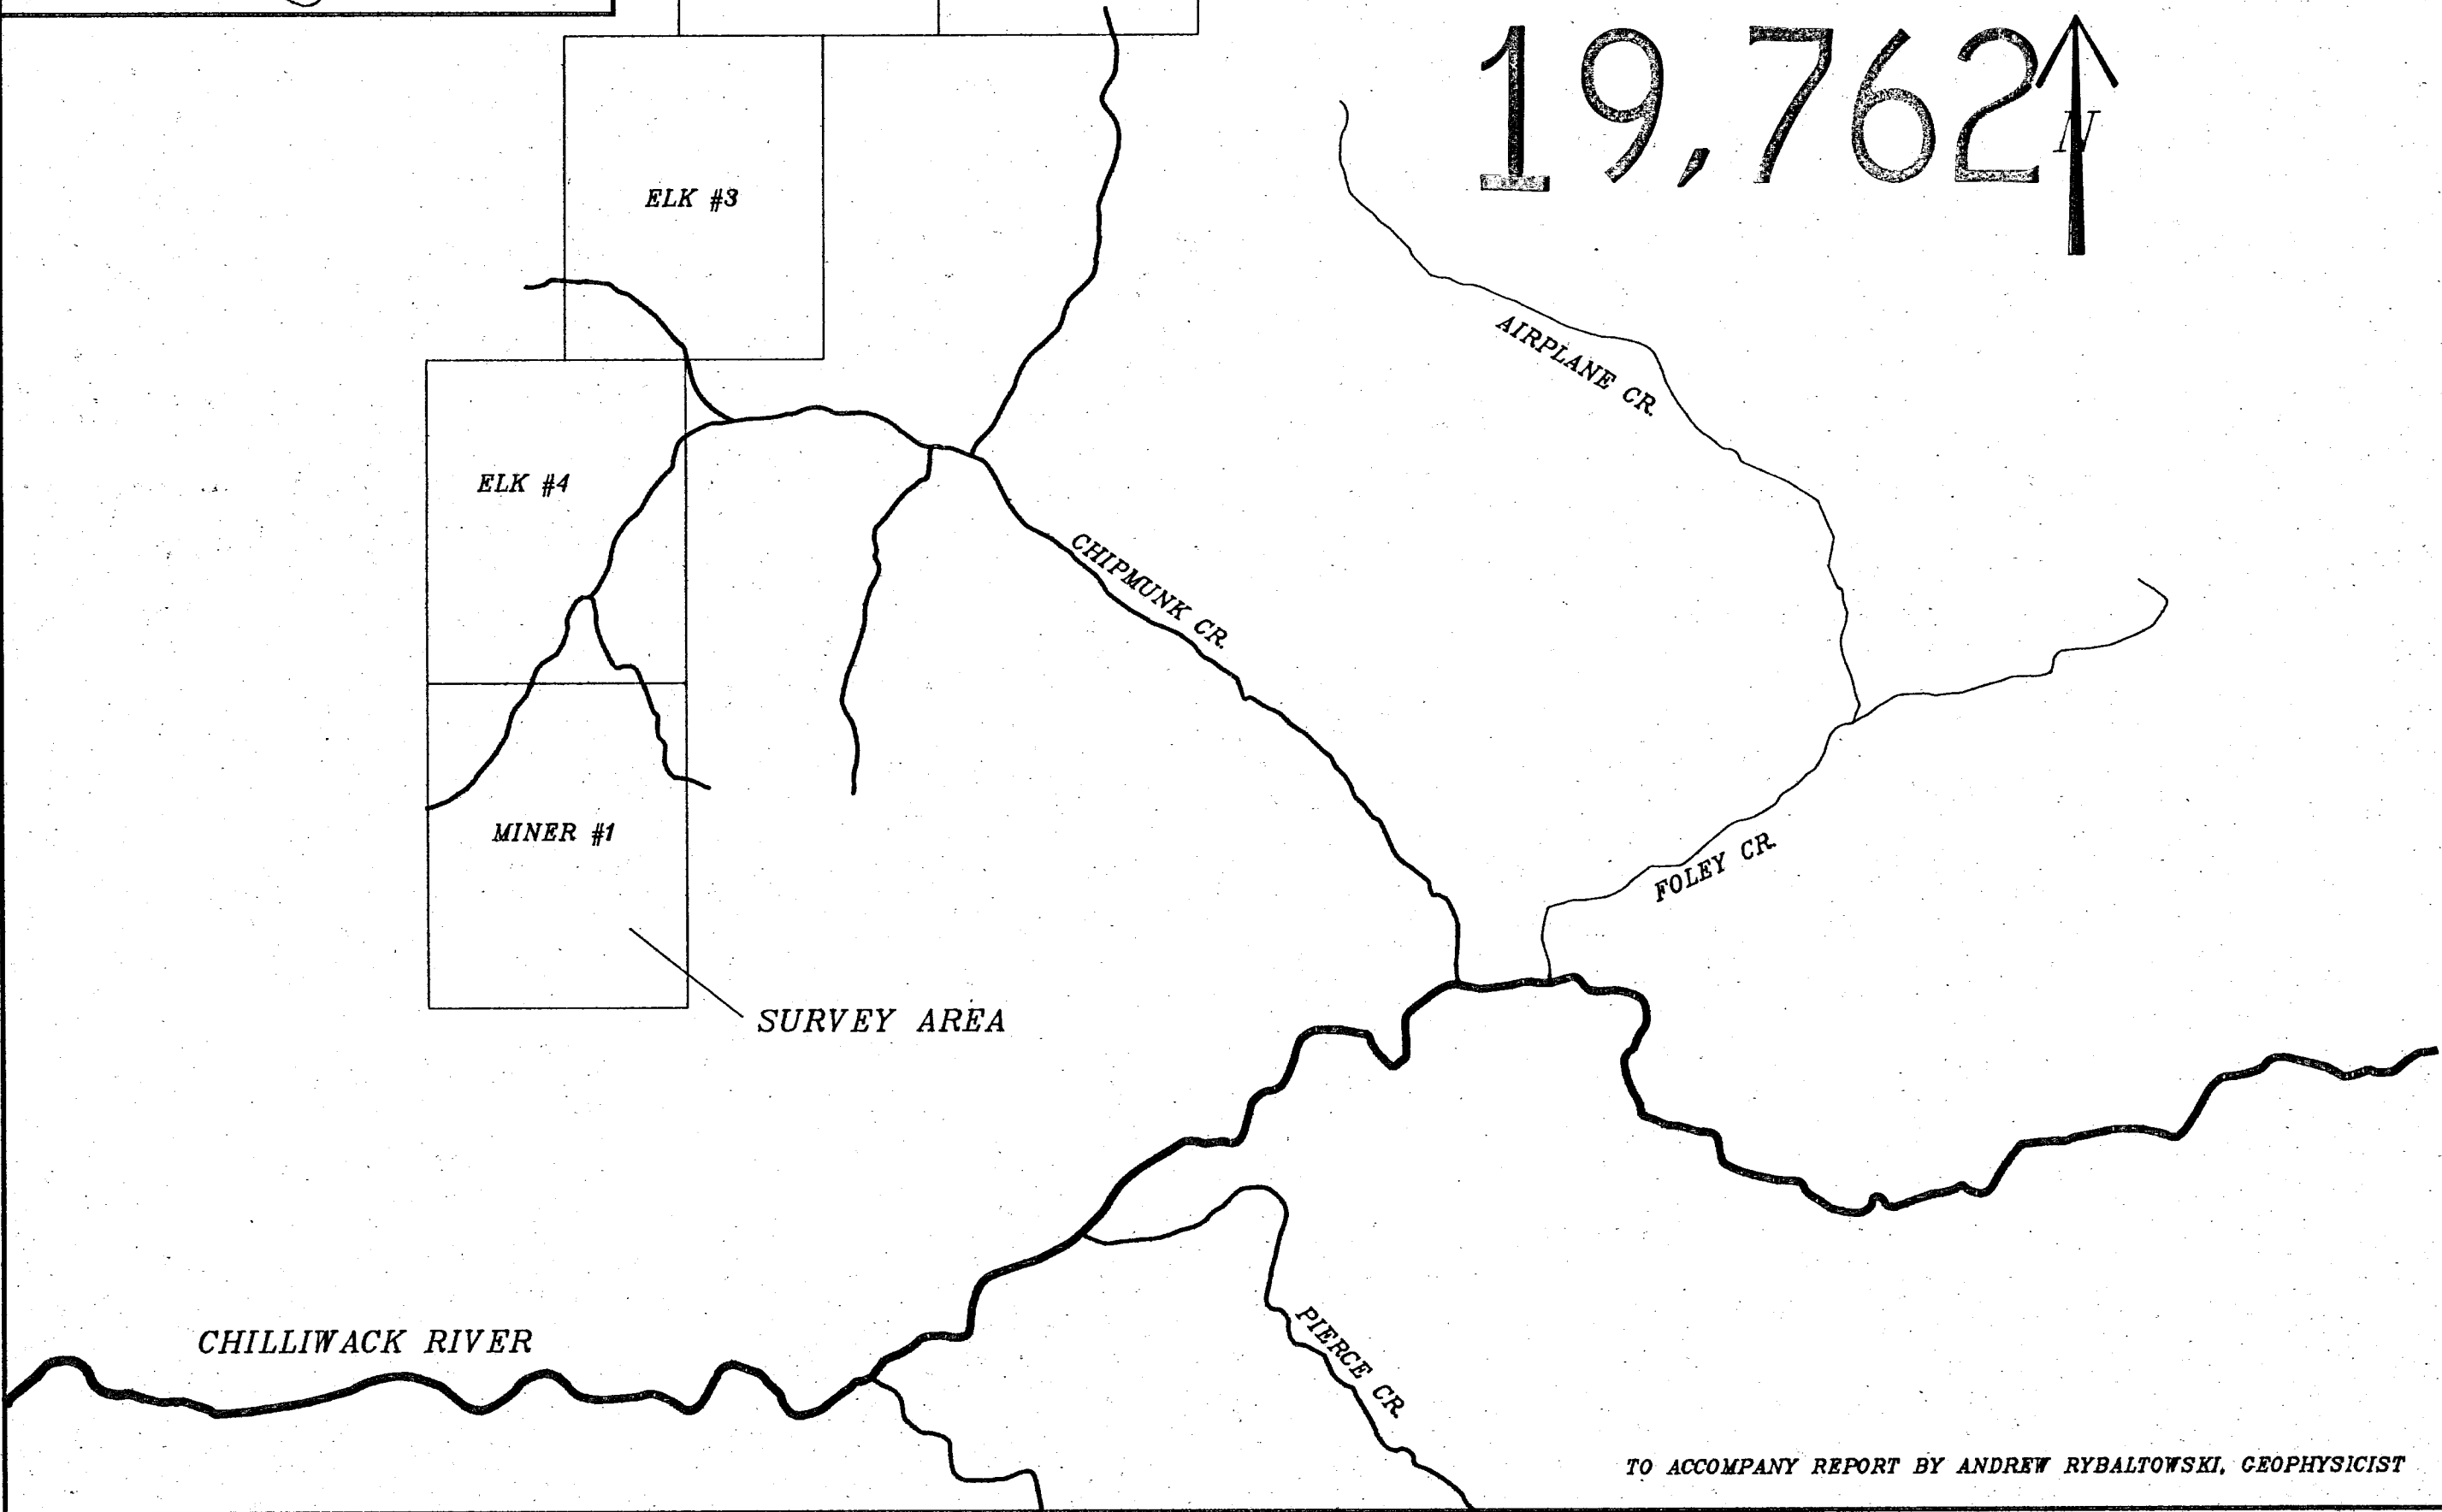 19,762
N
ELK #3
AIRPLANE CR.
ELK #4
CHIPMUNK CR.
MINER #1
FOLEY CR.
SURVEY AREA
CHILLIWACK RIVER
PIERCE CR.
TO ACCOMPANY REPORT BY ANDREW RYBALTOWSKI, GEOPHYSICIST